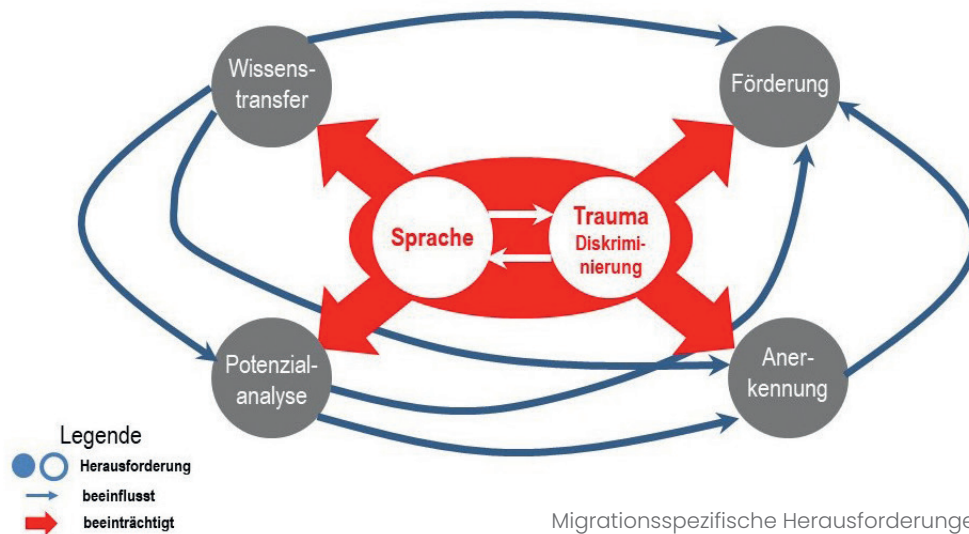 Wissens-
transfer
Förderung
Sprache
Trauma
Diskrimi-
nierung
Potenzial-
analyse
Aner-
kennung
Legende
Herausforderung
beeinflusst
beeinträchtigt
Migrationsspezifische Herausforderunge